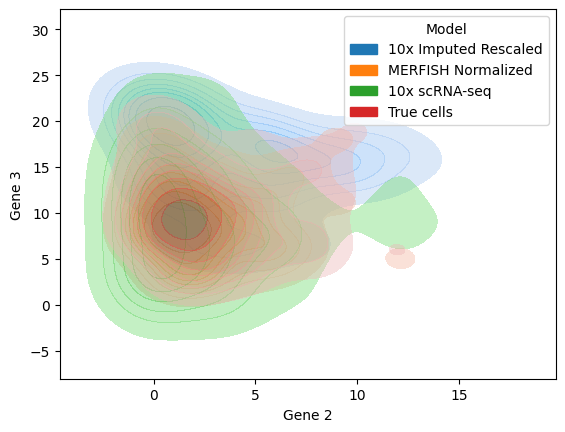 Model
10x Imputed Rescaled
MERFISH Normalized
10x scRNA-seq
True cells
Gene 3
30
25
20
15
10
5
0
−5
0
5
10
15
Gene 2